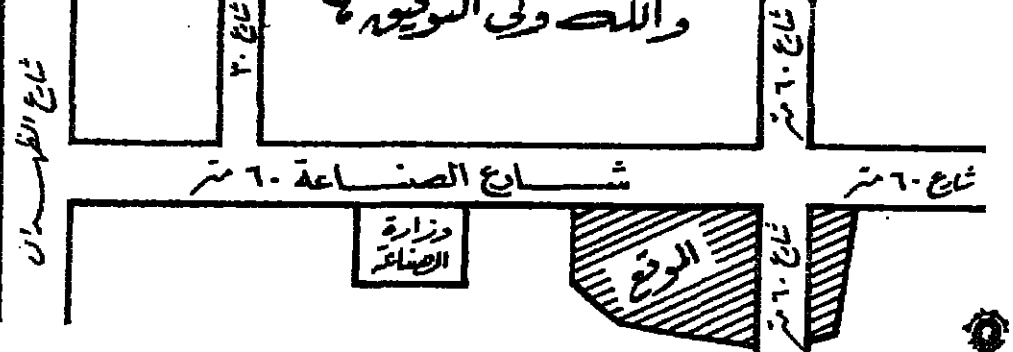 والله ولي التوفيق
شارع ٣٠
شارع ٦٠ متر
شارع الظهران
شارع الصناعة ٦٠ متر
شارع ٦٠ متر
وزارة
الصناعة
الموقع
شارع ٦٠ متر